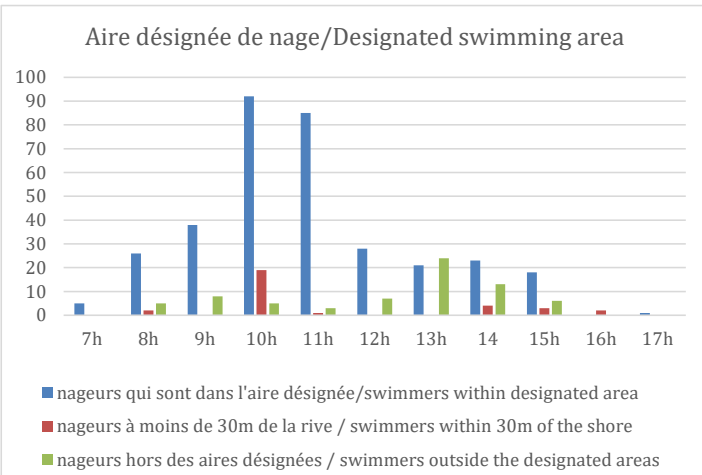 Aire désignée de nage/Designated swimming area
100
90
80
70
60
50
40
30
20
10
0
7h 8h 9h 10h 11h 12h 13h 14 15h 16h 17h
nageurs qui sont dans l'aire désignée/swimmers within designated area
nageurs à moins de 30m de la rive / swimmers within 30m of the shore
nageurs hors des aires désignées / swimmers outside the designated areas